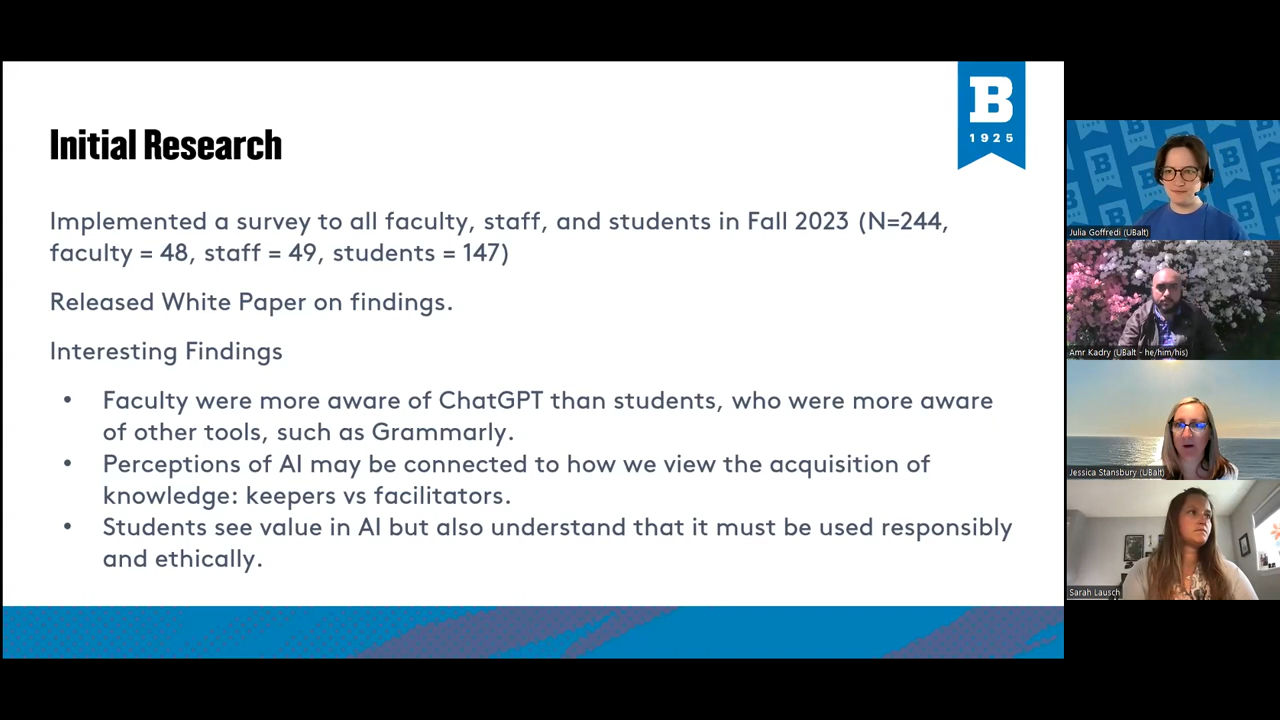 B
1925
Initial Research
Implemented a survey to all faculty, staff, and students in Fall 2023 (N=244,
faculty = 48, staff = 49, students = 147)
Released White Paper on findings.
Interesting Findings
• Faculty were more aware of ChatGPT than students, who were more aware
of other tools, such as Grammarly.
• Perceptions of AI may be connected to how we view the acquisition of
knowledge: keepers vs facilitators.
• Students see value in AI but also understand that it must be used responsibly
and ethically.
Julia Goffredi (UBalt)
Amr Kadry (UBalt - he/him/his)
Jessica Stansbury (UBalt)
Sarah Lausch